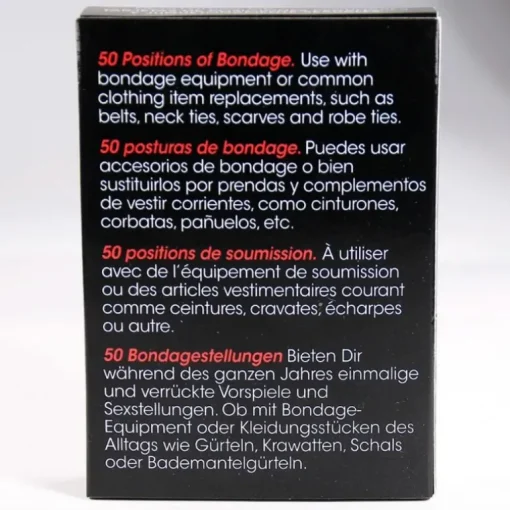 50 Positions of Bondage. Use with
bondage equipment or common
clothing item replacements, such as
belts, neck ties, scarves and robe ties.
50 posturas de bondage. Puedes usar
accesorios de bondage o bien
sustituirlos por prendas y complementos
de vestir corrientes, como cinturones,
corbatas, pañuelos, etc.
50 positions de soumission. À utiliser
avec de l'équipement de soumission
ou des articles vestimentaires courant
comme ceintures, cravates, écharpes
ou autre.
50 Bondagestellungen Bieten Dir
während des ganzen Jahres einmalige
und verrückte Vorspiele und
Sexstellungen. Ob mit Bondage-
Equipment oder Kleidungsstücken des
Alltags wie Gürteln, Krawatten, Schals
oder Bademantelgürteln.